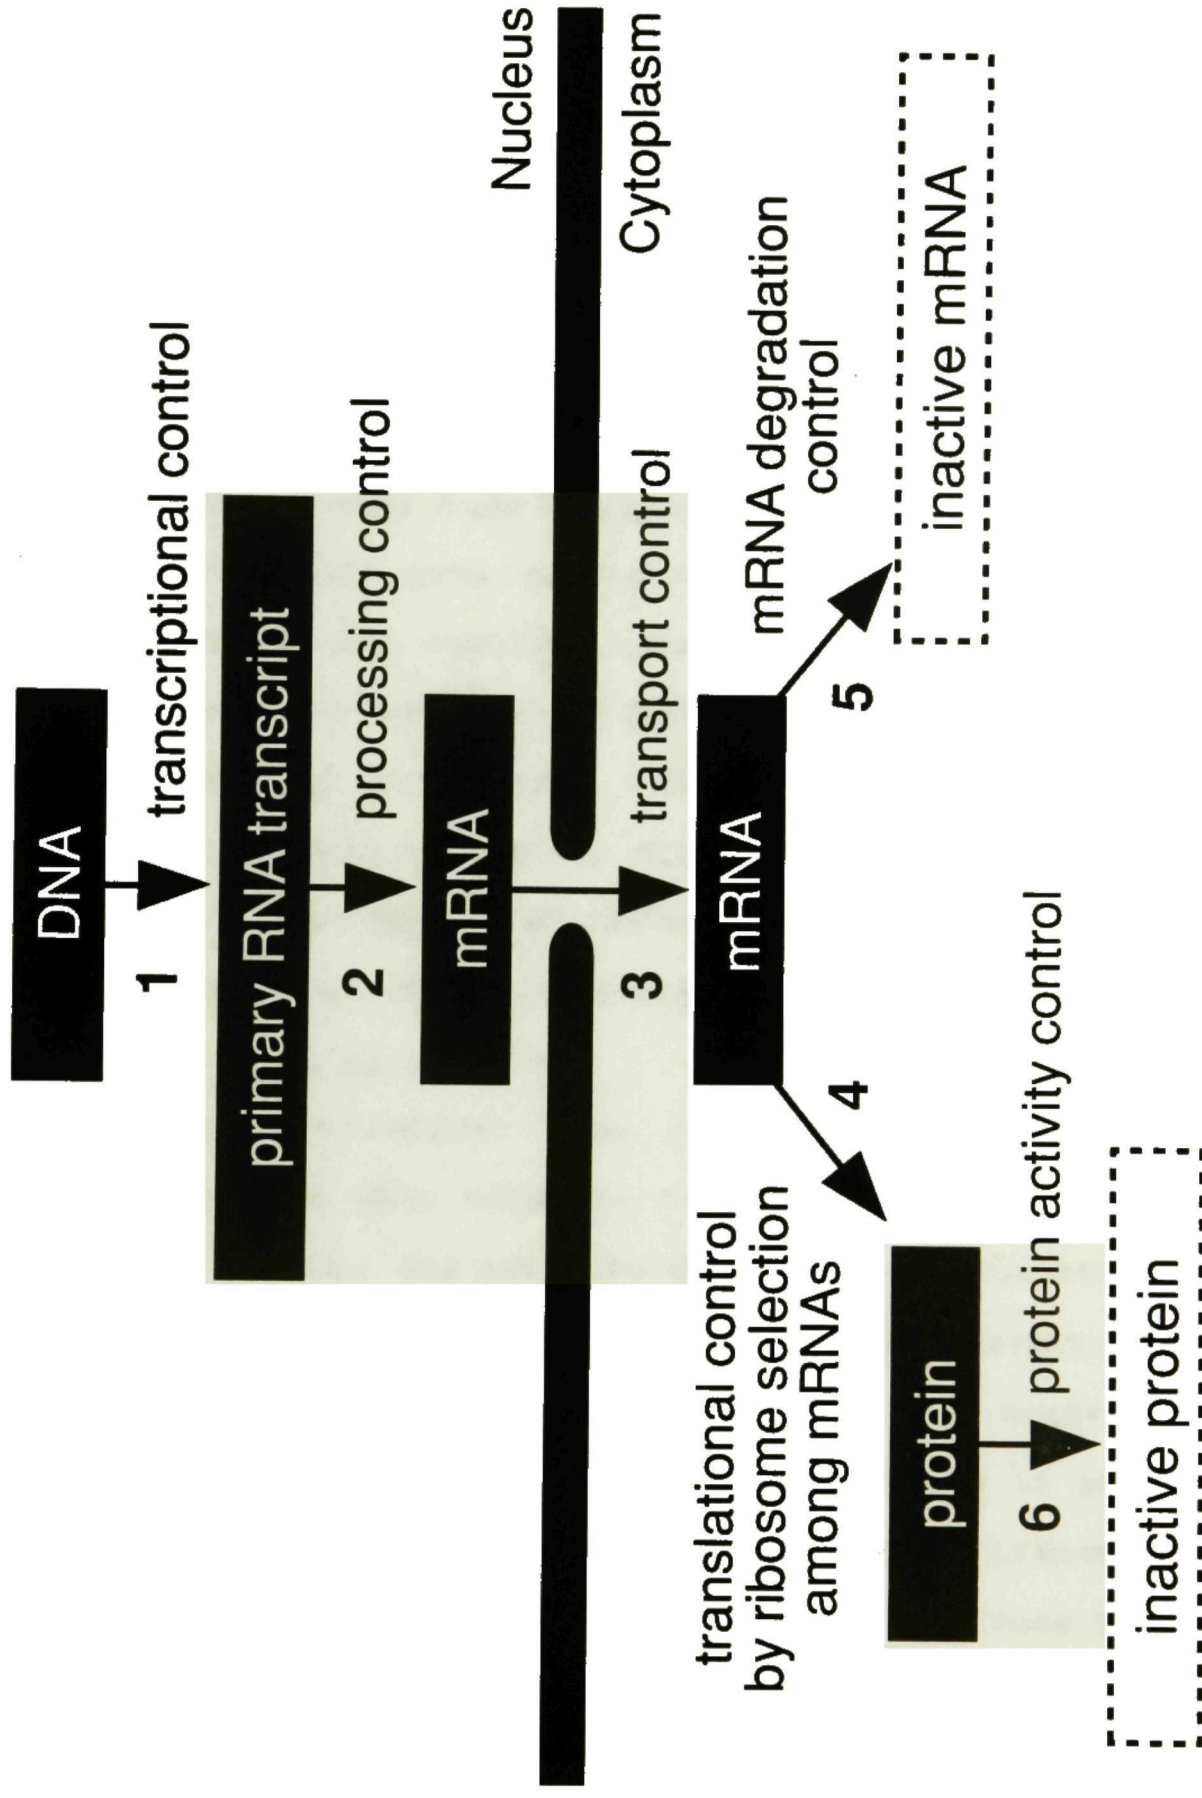 DNA
1
transcriptional control
primary RNA transcript
2
processing control
mRNA
Nucleus
Cytoplasm
3
transport control
mRNA
translational control
by ribosome selection
among mRNAs
4
5
mRNA degradation
control
protein
inactive mRNA
6
protein activity control
inactive protein